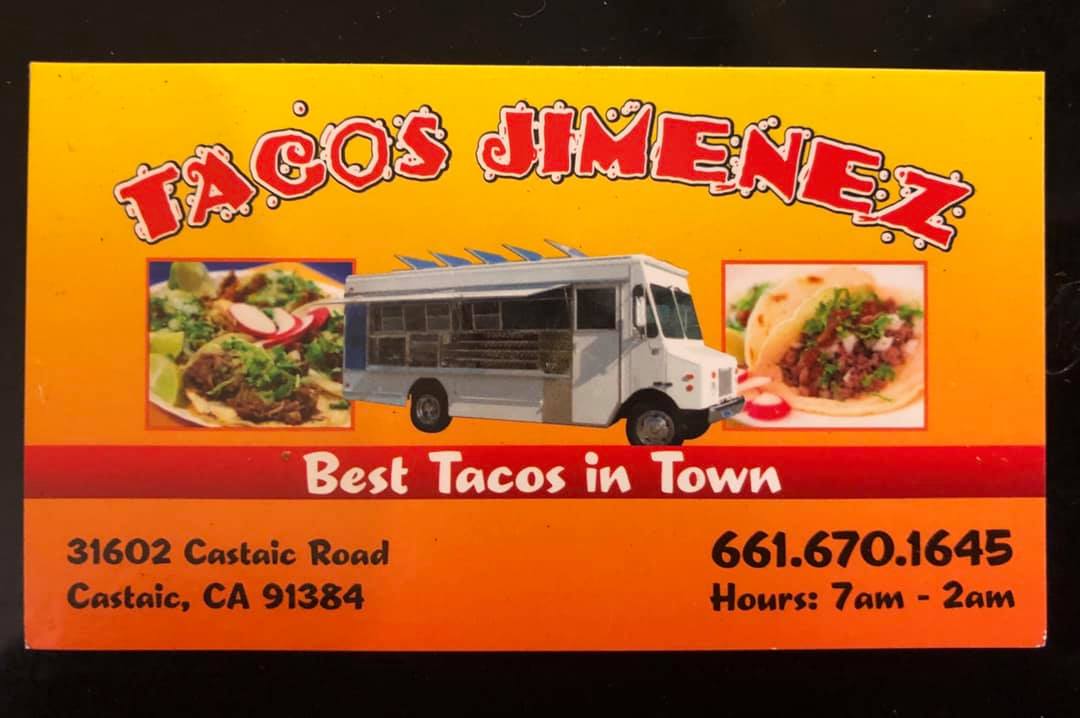 TACOS JIMENEZ
Best Tacos in Town
31602 Castaic Road
Castaic, CA 91384
661.670.1645
Hours: 7am - 2am